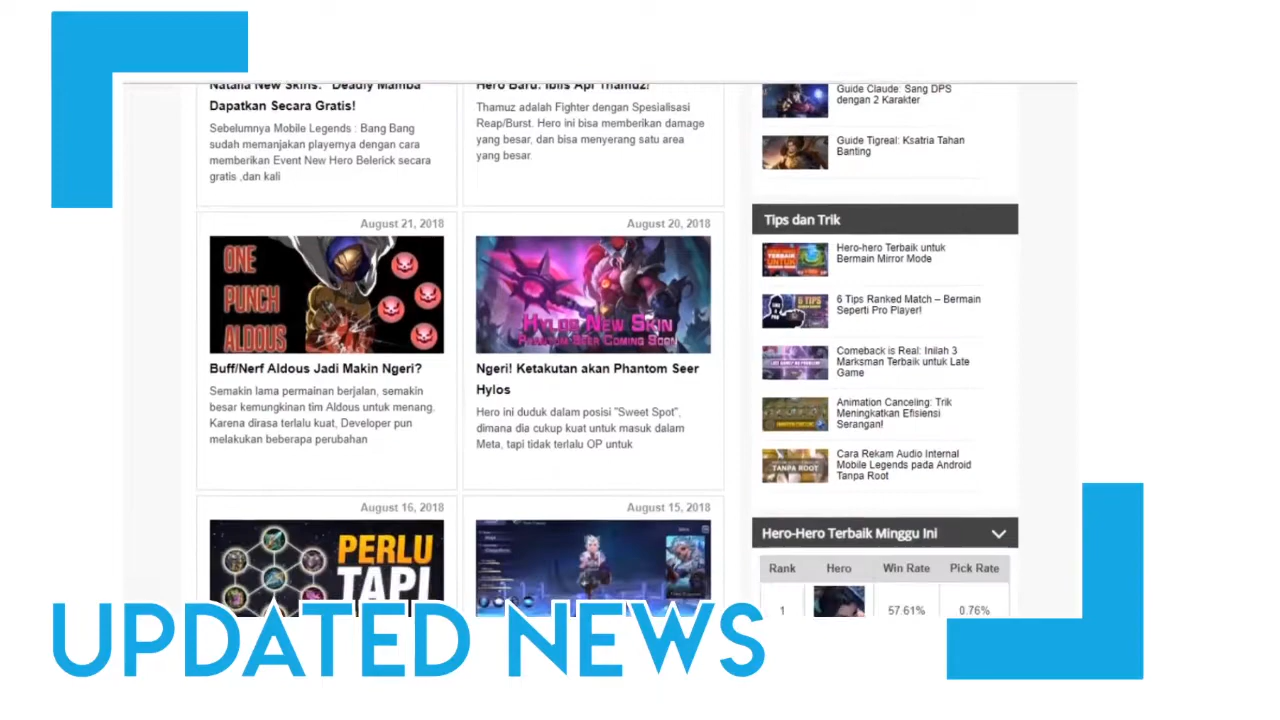 Natalia New Skins: "Deadly Mamba
Dapatkan Secara Gratis!
Sebelumnya Mobile Legends : Bang Bang
sudah memanjakan playernya dengan cara
memberikan Event New Hero Belerick secara
gratis ,dan kali
Hero Baru: Iblis Api Thamuz!
Thamuz adalah Fighter dengan Spesialisasi
Reap/Burst. Hero ini bisa memberikan damage
yang besar, dan bisa menyerang satu area
yang besar.
August 21, 2018
ONE
PUNCH
ALDOUS
Buff/Nerf Aldous Jadi Makin Ngeri?
Semakin lama permainan berjalan, semakin
besar kemungkinan tim Aldous untuk menang.
Karena dirasa terlalu kuat, Developer pun
melakukan beberapa perubahan
August 20, 2018
HYLOS NEW SKIN
PHANTOM SEER COMING SOON
Ngeri! Ketakutan akan Phantom Seer
Hylos
Hero ini duduk dalam posisi "Sweet Spot",
dimana dia cukup kuat untuk masuk dalam
Meta, tapi tidak terlalu OP untuk
August 16, 2018
PERLU
TAPI
August 15, 2018
Guide Claude: Sang DPS
dengan 2 Karakter
Guide Tigreal: Ksatria Tahan
Banting
Tips dan Trik
TERBAIK
UNTUK
Hero-hero Terbaik untuk
Bermain Mirror Mode
6 TIPS
6 Tips Ranked Match – Bermain
Seperti Pro Player!
Comeback is Real: Inilah 3
Marksman Terbaik untuk Late
Game
Animation Canceling: Trik
Meningkatkan Efisiensi
Serangan!
TANPA ROOT
Cara Rekam Audio Internal
Mobile Legends pada Android
Tanpa Root
Hero-Hero Terbaik Minggu Ini
Rank Hero Win Rate Pick Rate
1 57.61% 0.76%
UPDATED NEWS